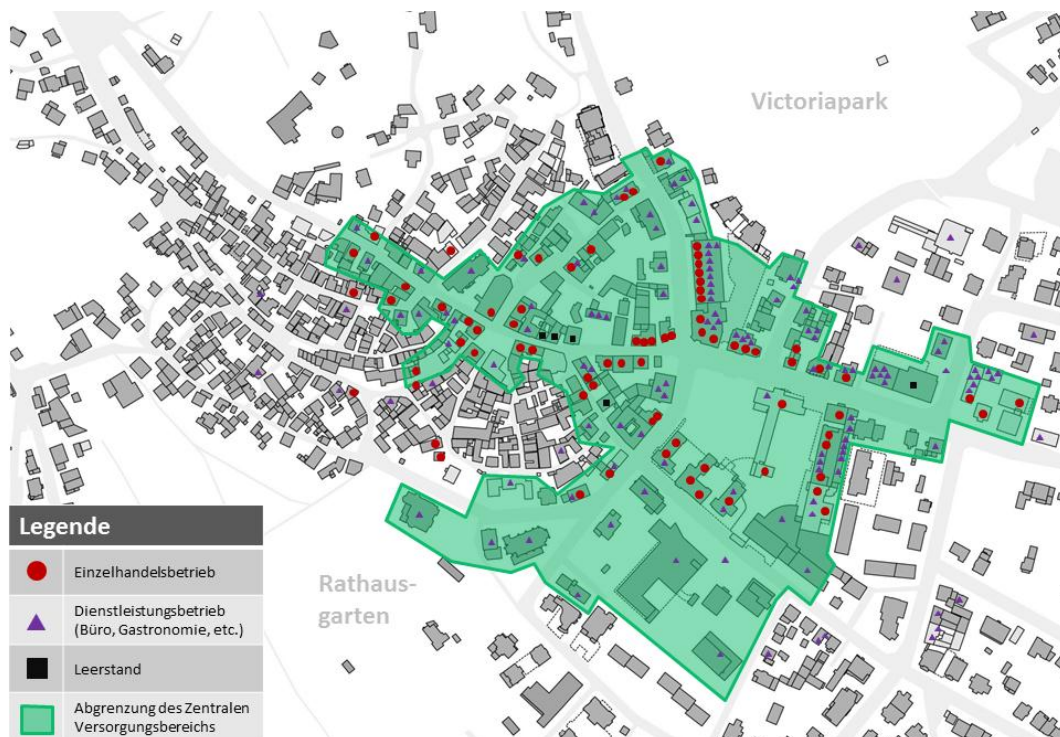 Victoriapark
Rathaus-
garten
Legende
Einzelhandelsbetrieb
Dienstleistungsbetrieb
(Büro, Gastronomie, etc.)
Leerstand
Abgrenzung des Zentralen
Versorgungsbereichs